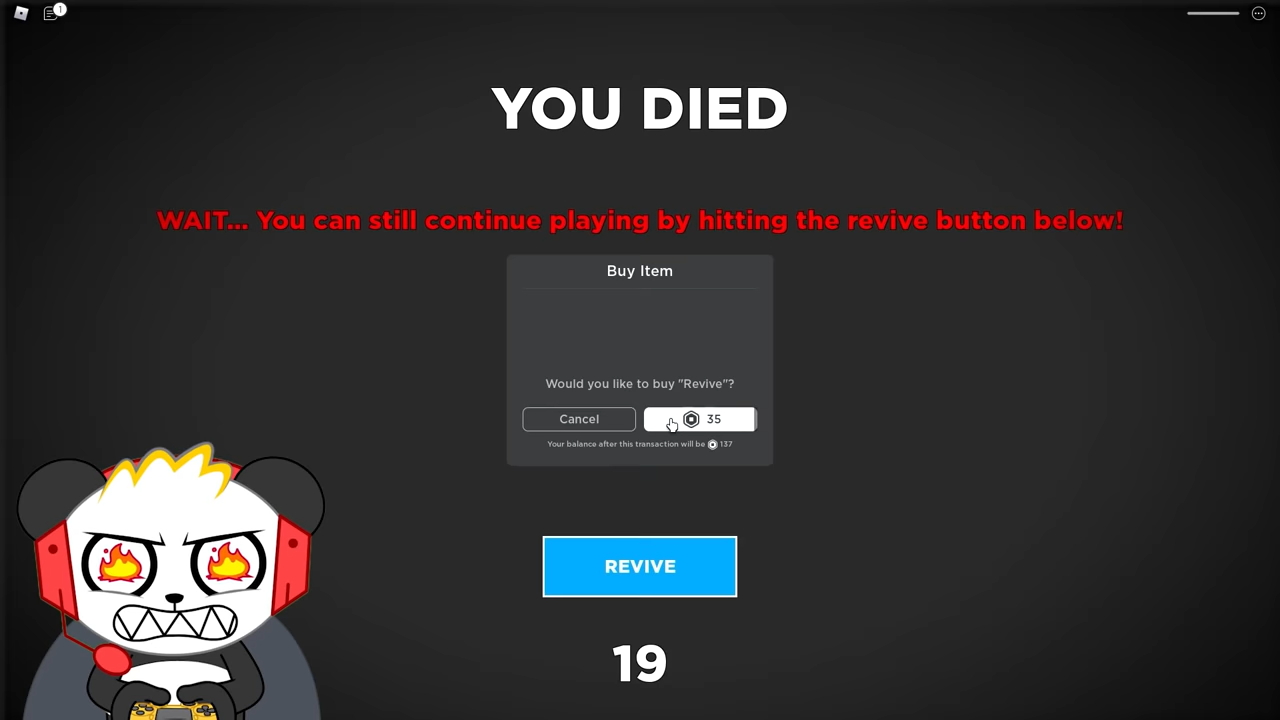 1
YOU DIED
WAIT... You can still continue playing by hitting the revive button below!
Buy Item
Would you like to buy "Revive"?
Cancel
35
Your balance after this transaction will be 137
REVIVE
19